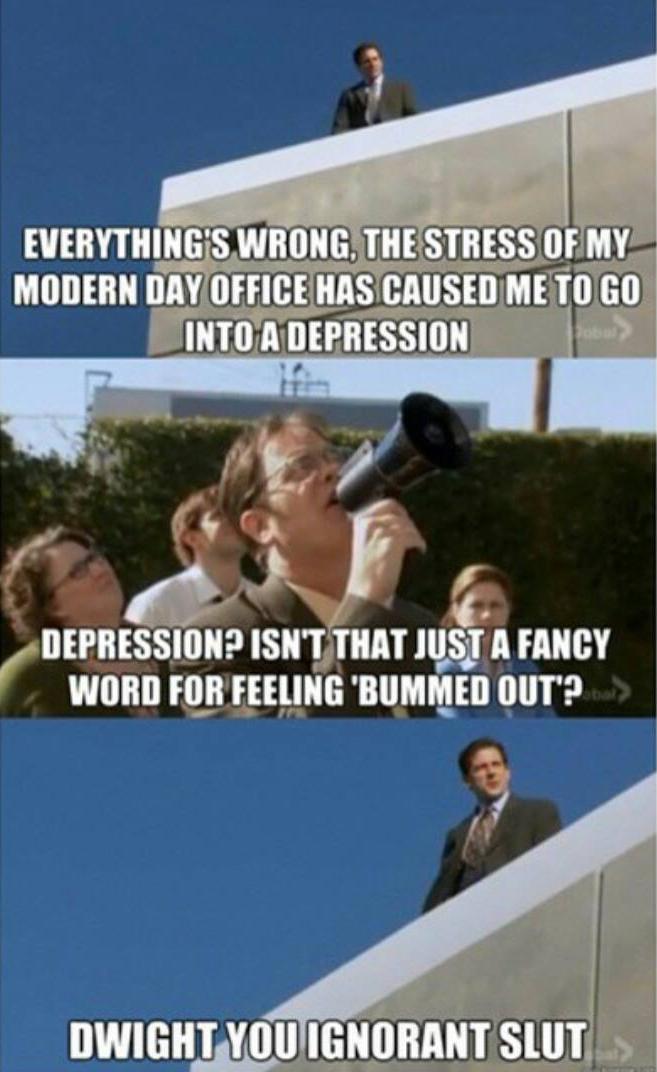 EVERYTHING'S WRONG, THE STRESS OF MY
MODERN DAY OFFICE HAS CAUSED ME TO GO
INTO A DEPRESSION
Global
DEPRESSION? ISN'T THAT JUST A FANCY
WORD FOR FEELING 'BUMMED OUT'?
DWIGHT YOU IGNORANT SLUT